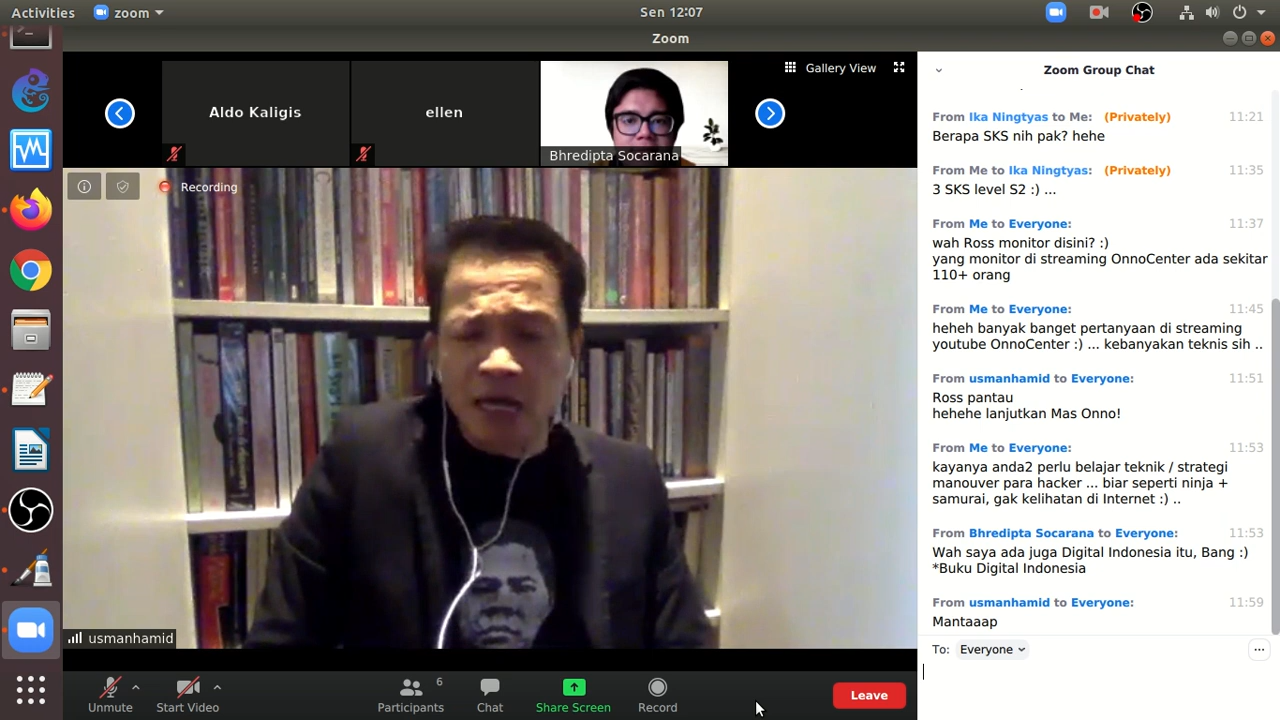 Activities
zoom
Sen 12:07
Zoom
Aldo Kaligis
ellen
Bhredipta Socarana
Gallery View
Recording
usmanhamid
Unmute
Start Video
6
Participants
Chat
Share Screen
Record
Leave
Zoom Group Chat
From Ika Ningtyas to Me: (Privately) 11:21
Berapa SKS nih pak? hehe
From Me to Ika Ningtyas: (Privately) 11:35
3 SKS level S2 :) ...
From Me to Everyone: 11:37
wah Ross monitor disini? :)
yang monitor di streaming OnnoCenter ada sekitar
110+ orang
From Me to Everyone: 11:45
heheh banyak banget pertanyaan di streaming
youtube OnnoCenter :) ... kebanyakan teknis sih ..
From usmanhamid to Everyone: 11:51
Ross pantau
hehehe lanjutkan Mas Onno!
From Me to Everyone: 11:53
kayanya anda2 perlu belajar teknik / strategi
manouver para hacker ... biar seperti ninja +
samurai, gak kelihatan di Internet :) ..
From Bhredipta Socarana to Everyone: 11:53
Wah saya ada juga Digital Indonesia itu, Bang :)
*Buku Digital Indonesia
From usmanhamid to Everyone: 11:59
Mantaaap
To: Everyone